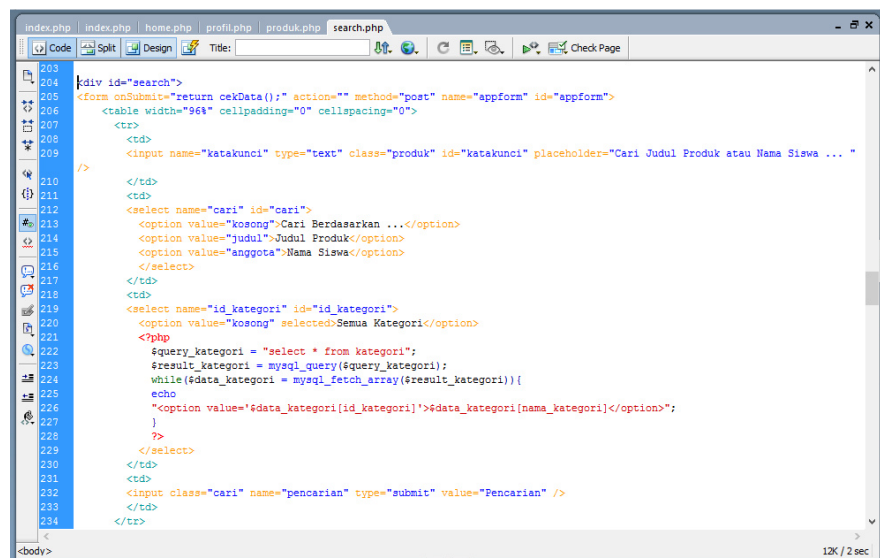 index.php index.php home.php profil.php produk.php search.php
Code Split Design Title: Check Page
203
204 <div id="search">
205 <form onSubmit="return cekData();" action="" method="post" name="appform" id="appform">
206 <table width="96%" cellpadding="0" cellspacing="0">
207 <tr>
208 <td>
209 <input name="katakunci" type="text" class="produk" id="katakunci" placeholder="Cari Judul Produk atau Nama Siswa ... "
/>
210 </td>
211 <td>
212 <select name="cari" id="cari">
213 <option value="kosong">Cari Berdasarkan ...</option>
214 <option value="judul">Judul Produk</option>
215 <option value="anggota">Nama Siswa</option>
216 </select>
217 </td>
218 <td>
219 <select name="id_kategori" id="id_kategori">
220 <option value="kosong" selected>Semua Kategori</option>
221 <?php
222 $query_kategori = "select * from kategori";
223 $result_kategori = mysql_query($query_kategori);
224 while($data_kategori = mysql_fetch_array($result_kategori)){
225 echo
226 "<option value='$data_kategori[id_kategori]'>$data_kategori[nama_kategori]</option>";
227 }
228 ?>
229 </select>
230 </td>
231 <td>
232 <input class="cari" name="pencarian" type="submit" value="Pencarian" />
233 </td>
234 </tr>
<body> 12K / 2 sec